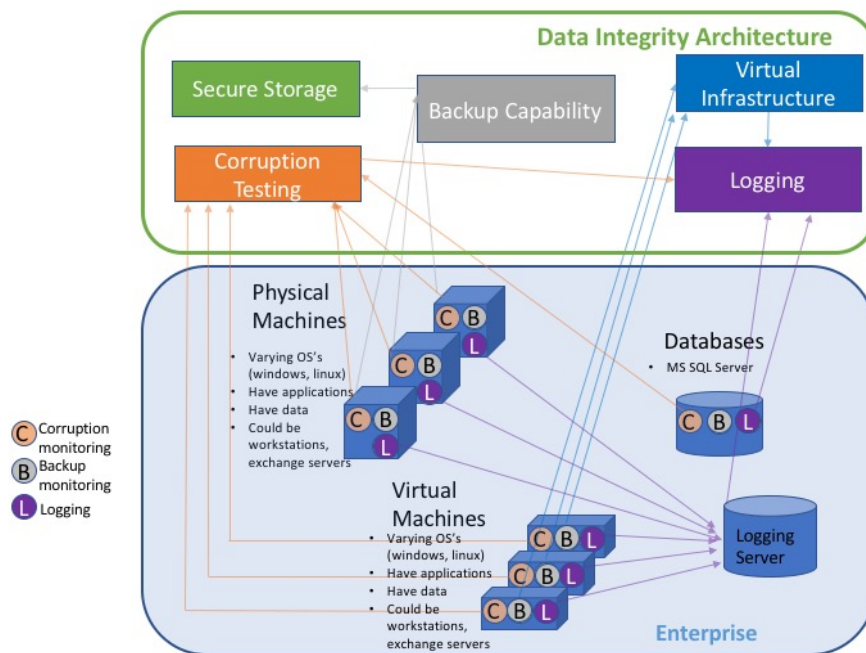 Data Integrity Architecture
Secure Storage
Backup Capability
Virtual
Infrastructure
Corruption
Testing
Logging
Physical
Machines
• Varying OS's
(windows, linux)
• Have applications
• Have data
• Could be
workstations,
exchange servers
C B
L
C B
L
C B
L
Databases
• MS SQL Server
C B L
C Corruption
monitoring
B Backup
monitoring
L Logging
Virtual
Machines
• Varying OS's
(windows, linux)
• Have applications
• Have data
• Could be
workstations,
exchange servers
C B L
C B L
C B L
Logging
Server
Enterprise